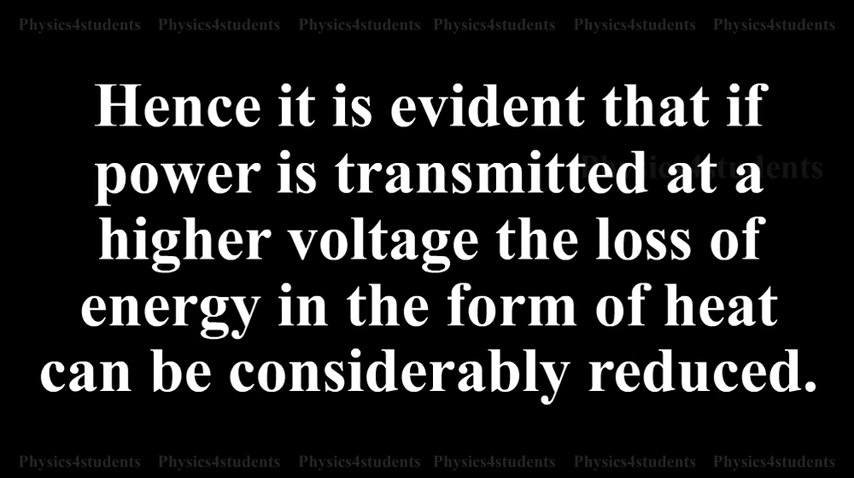 Physics4students Physics4students Physics4students Physics4students Physics4students Physics4students
Hence it is evident that if
power is transmitted at a
Physics4students
higher voltage the loss of
energy in the form of heat
can be considerably reduced.
Physics4students Physics4students Physics4students Physics4students Physics4students Physics4students